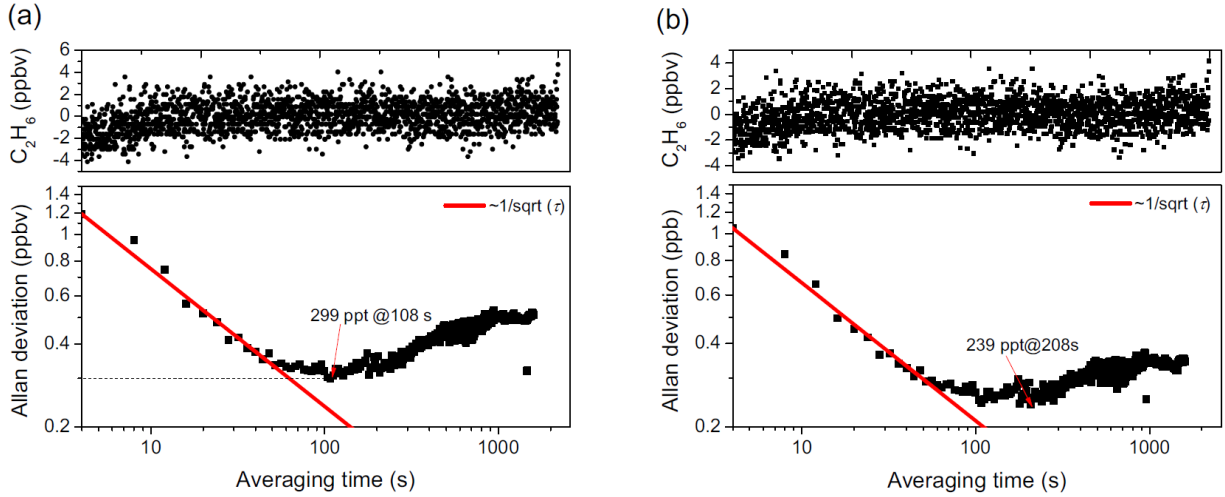 (a)
C2H6 (ppbv)
6
4
2
0
-2
-4
Allan deviation (ppbv)
1.4
1.2
1
0.8
0.6
0.4
0.2
~1/sqrt (τ)
299 ppt @108 s
10
100
1000
Averaging time (s)
(b)
C2H6 (ppbv)
4
2
0
-2
-4
Allan deviation (ppb)
1.4
1.2
1
0.8
0.6
0.4
0.2
~1/sqrt (τ)
239 ppt@208s
10
100
1000
Averaging time (s)